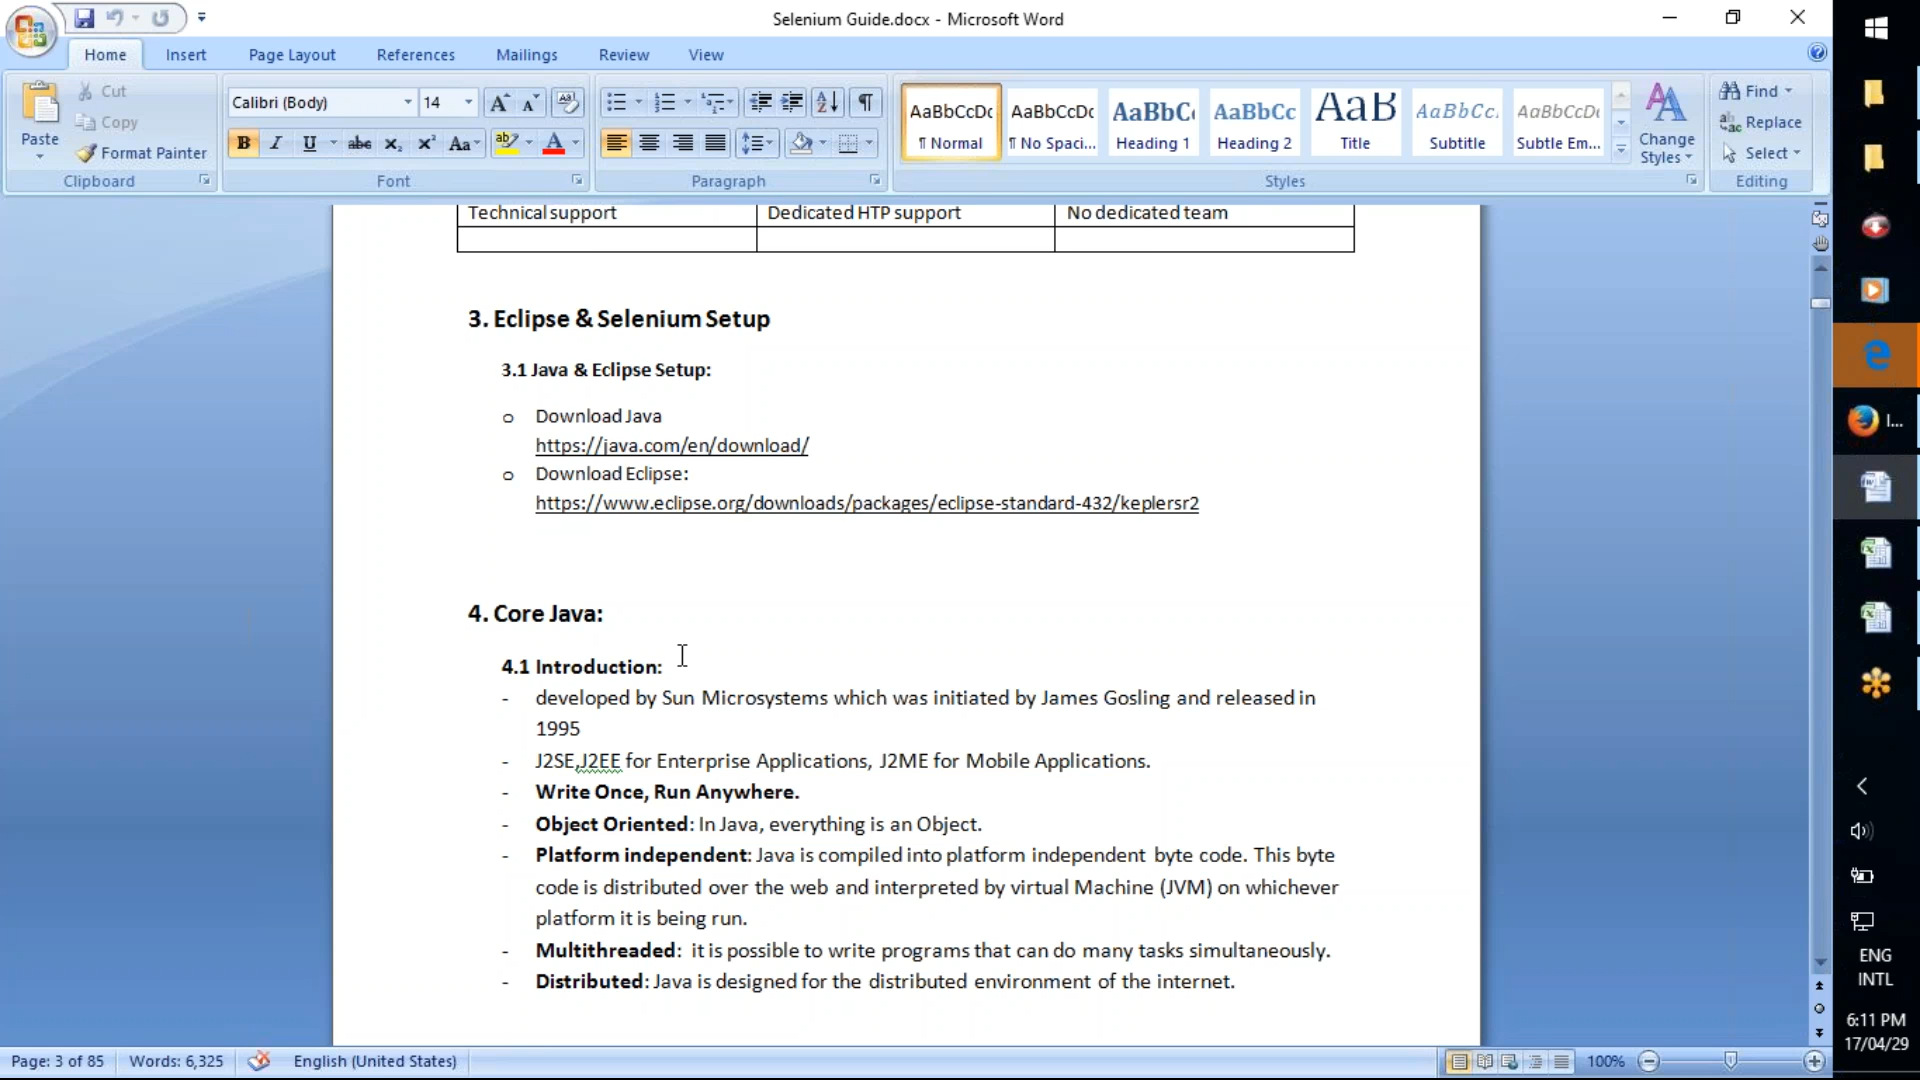 Selenium Guide.docx - Microsoft Word
Home Insert Page Layout References Mailings Review View
Paste
Cut
Copy
Format Painter
Clipboard
Calibri (Body) 14
Font
Paragraph
AaBbCcDc AaBbCcDc AaBbC AaBbCc AaB AaBbCc. AaBbCcDc
¶ Normal ¶ No Spaci... Heading 1 Heading 2 Title Subtitle Subtle Em...
Change
Styles
Styles
Find
Replace
Select
Editing
Technical support Dedicated HTP support No dedicated team
3. Eclipse & Selenium Setup
3.1 Java & Eclipse Setup:
o Download Java
https://java.com/en/download/
o Download Eclipse:
https://www.eclipse.org/downloads/packages/eclipse-standard-432/keplersr2
4. Core Java:
4.1 Introduction:
- developed by Sun Microsystems which was initiated by James Gosling and released in
1995
- J2SE,J2EE for Enterprise Applications, J2ME for Mobile Applications.
- Write Once, Run Anywhere.
- Object Oriented: In Java, everything is an Object.
- Platform independent: Java is compiled into platform independent byte code. This byte
code is distributed over the web and interpreted by virtual Machine (JVM) on whichever
platform it is being run.
- Multithreaded: it is possible to write programs that can do many tasks simultaneously.
- Distributed: Java is designed for the distributed environment of the internet.
Page: 3 of 85 Words: 6,325 English (United States) 100%
I...
ENG
INTL
6:11 PM
17/04/29